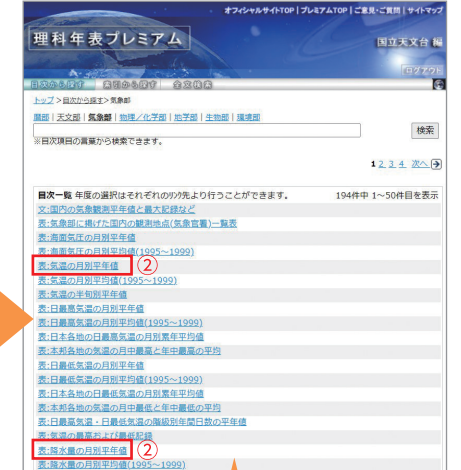 オフィシャルサイトTOP | プレミアムTOP | ご意見・ご質問 | サイトマップ
理科年表プレミアム
国立天文台 編
ログアウト
目次から探す 索引から探す 全文検索
トップ > 目次から探す> 気象部
暦部 | 天文部 | 気象部 | 物理/化学部 | 地学部 | 生物部 | 環境部
検索
※目次項目の言葉から検索できます。
1 2 3 4 次へ
目次一覧 年度の選択はそれぞれのリンク先より行うことができます。 194件中 1～50件目を表示
文:国内の気象観測平年値と最大記録など
表:気象部に掲げた国内の観測地点(気象官署)一覧表
表:海面気圧の月別平年値
表:海面気圧の月別平均値(1995～1999)
表:気温の月別平年値 ②
表:気温の月別平均値(1995～1999)
表:気温の半旬別平年値
表:日最高気温の月別平年値
表:日最高気温の月別平均値(1995～1999)
表:日本各地の日最高気温の月別累年平均値
表:本邦各地の気温の月中最高と年中最高の平均
表:日最低気温の月別平年値
表:日最低気温の月別平均値(1995～1999)
表:日本各地の日最低気温の月別累年平均値
表:本邦各地の気温の月中最低と年中最低の平均
表:日最高気温・日最低気温の階級別年間日数の平年値
表:気温の最高および最低記録
表:降水量の月別平年値 ②
表:降水量の月別平均値(1995～1999)